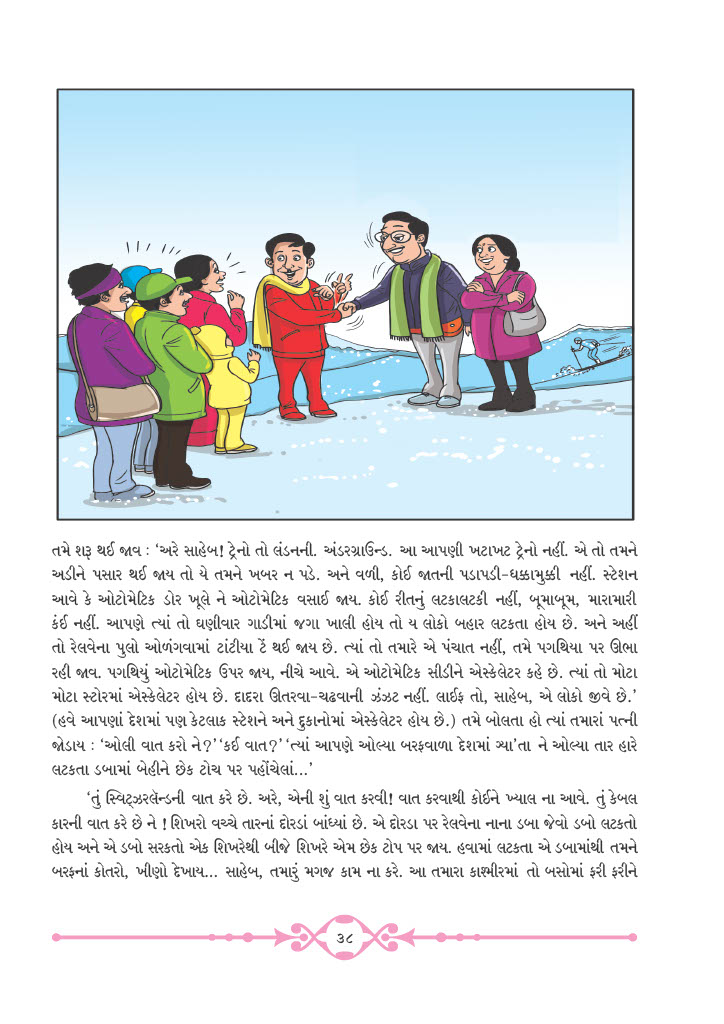 તમે શરૂ થઈ જાવ : ‘અરે સાહેબ! ટ્રેનો તો લંડનની. અંડરગ્રાઉન્ડ. આ આપણી ખટાખટ ટ્રેનો નહીં. એ તો તમને
અડીને પસાર થઈ જાય તો યે તમને ખબર ન પડે. અને વળી, કોઈ જાતની પડાપડી-ધક્કામુક્કી નહીં. સ્ટેશન
આવે કે ઓટોમેટિક ડોર ખૂલે ને ઓટોમેટિક વસાઈ જાય. કોઈ રીતનું લટકાલટકી નહીં, બૂમાબૂમ, મારામારી
કંઈ નહીં. આપણે ત્યાં તો ઘણીવાર ગાડીમાં જગા ખાલી હોય તો ય લોકો બહાર લટકતા હોય છે. અને અહીં
તો રેલવેના પુલો ઓળંગવામાં ટાંટીયા ટેં થઈ જાય છે. ત્યાં તો તમારે એ પંચાત નહીં, તમે પગથિયા પર ઊભા
રહી જાવ. પગથિયું ઓટોમેટિક ઉપર જાય, નીચે આવે. એ ઓટોમેટિક સીડીને એસ્કેલેટર કહે છે. ત્યાં તો મોટા
મોટા સ્ટોરમાં એસ્કેલેટર હોય છે. દાદરા ઊતરવા-ચઢવાની ઝંઝટ નહીં. લાઈફ તો, સાહેબ, એ લોકો જીવે છે.’
(હવે આપણાં દેશમાં પણ કેટલાક સ્ટેશને અને દુકાનોમાં એસ્કેલેટર હોય છે.) તમે બોલતા હો ત્યાં તમારાં પત્ની
જોડાય : ‘ઓલી વાત કરો ને?’ ‘કઈ વાત?’ ‘ત્યાં આપણે ઓલ્યા બરફવાળા દેશમાં ગ્યા’તા ને ઓલ્યા તાર હારે
લટકતા ડબામાં બેહીને છેક ટોચ પર પહોંચેલાં...’
‘તું સ્વિટ્ઝરલૅન્ડની વાત કરે છે. અરે, એની શું વાત કરવી! વાત કરવાથી કોઈને ખ્યાલ ના આવે. તું કેબલ
કારની વાત કરે છે ને ! શિખરો વચ્ચે તારનાં દોરડાં બાંધ્યાં છે. એ દોરડા પર રેલવેના નાના ડબા જેવો ડબો લટકતો
હોય અને એ ડબો સરકતો એક શિખરેથી બીજે શિખરે એમ છેક ટોપ પર જાય. હવામાં લટકતા એ ડબામાંથી તમને
બરફનાં કોતરો, ખીણો દેખાય... સાહેબ, તમારું મગજ કામ ના કરે. આ તમારા કાશ્મીરમાં તો બસોમાં ફરી ફરીને
૩૮